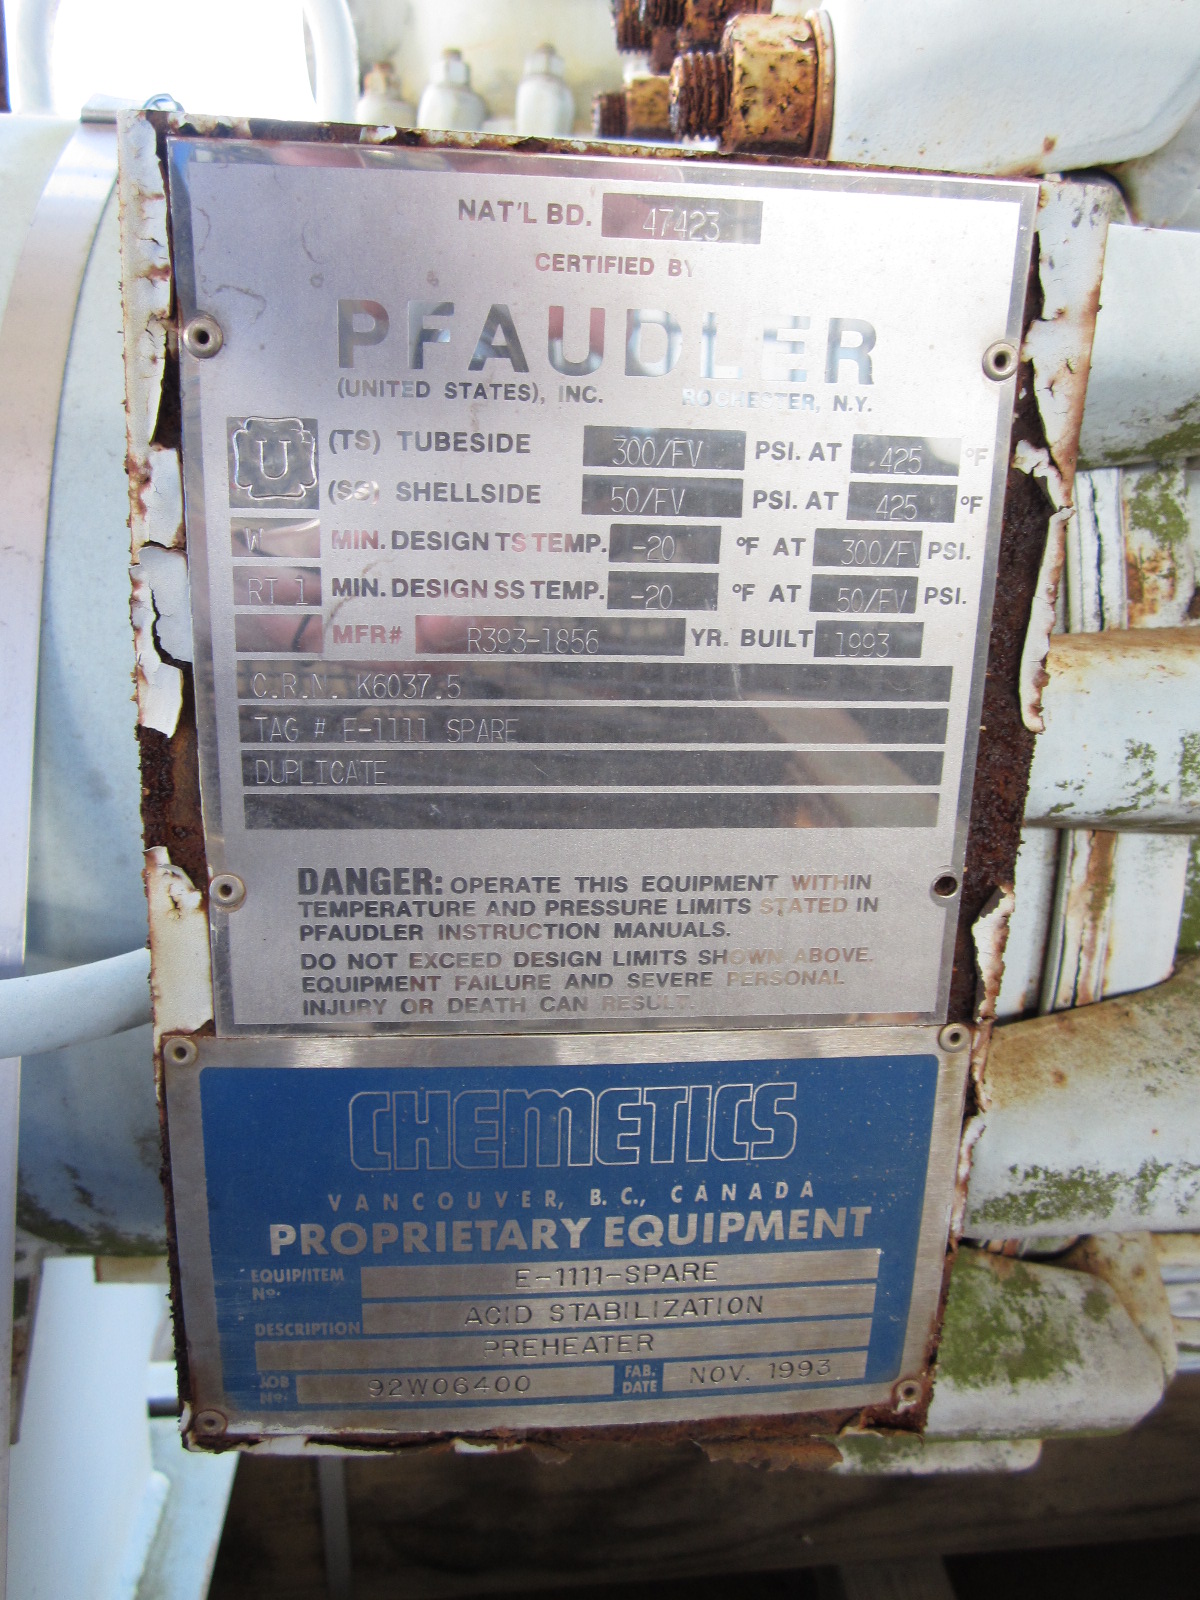 NAT'L BD. 47423
CERTIFIED BY
PFAUDLER
(UNITED STATES), INC. ROCHESTER, N.Y.
U (TS) TUBESIDE 300/FV PSI. AT 425 °F
(SS) SHELLSIDE 50/FV PSI. AT 425 °F
W MIN. DESIGN TS TEMP. -20 °F AT 300/FV PSI.
RT 1 MIN. DESIGN SS TEMP. -20 °F AT 50/FV PSI.
MFR# R393-1856 YR. BUILT 1993
C.R.N. K6037.5
TAG # E-1111 SPARE
DUPLICATE
DANGER: OPERATE THIS EQUIPMENT WITHIN
TEMPERATURE AND PRESSURE LIMITS STATED IN
PFAUDLER INSTRUCTION MANUALS.
DO NOT EXCEED DESIGN LIMITS SHOWN ABOVE.
EQUIPMENT FAILURE AND SEVERE PERSONAL
INJURY OR DEATH CAN RESULT.
CHEMETICS
VANCOUVER, B.C., CANADA
PROPRIETARY EQUIPMENT
EQUIP/ITEM No. E-1111-SPARE
DESCRIPTION ACID STABILIZATION
PREHEATER
JOB No. 92W06400 FAB. DATE NOV. 1993